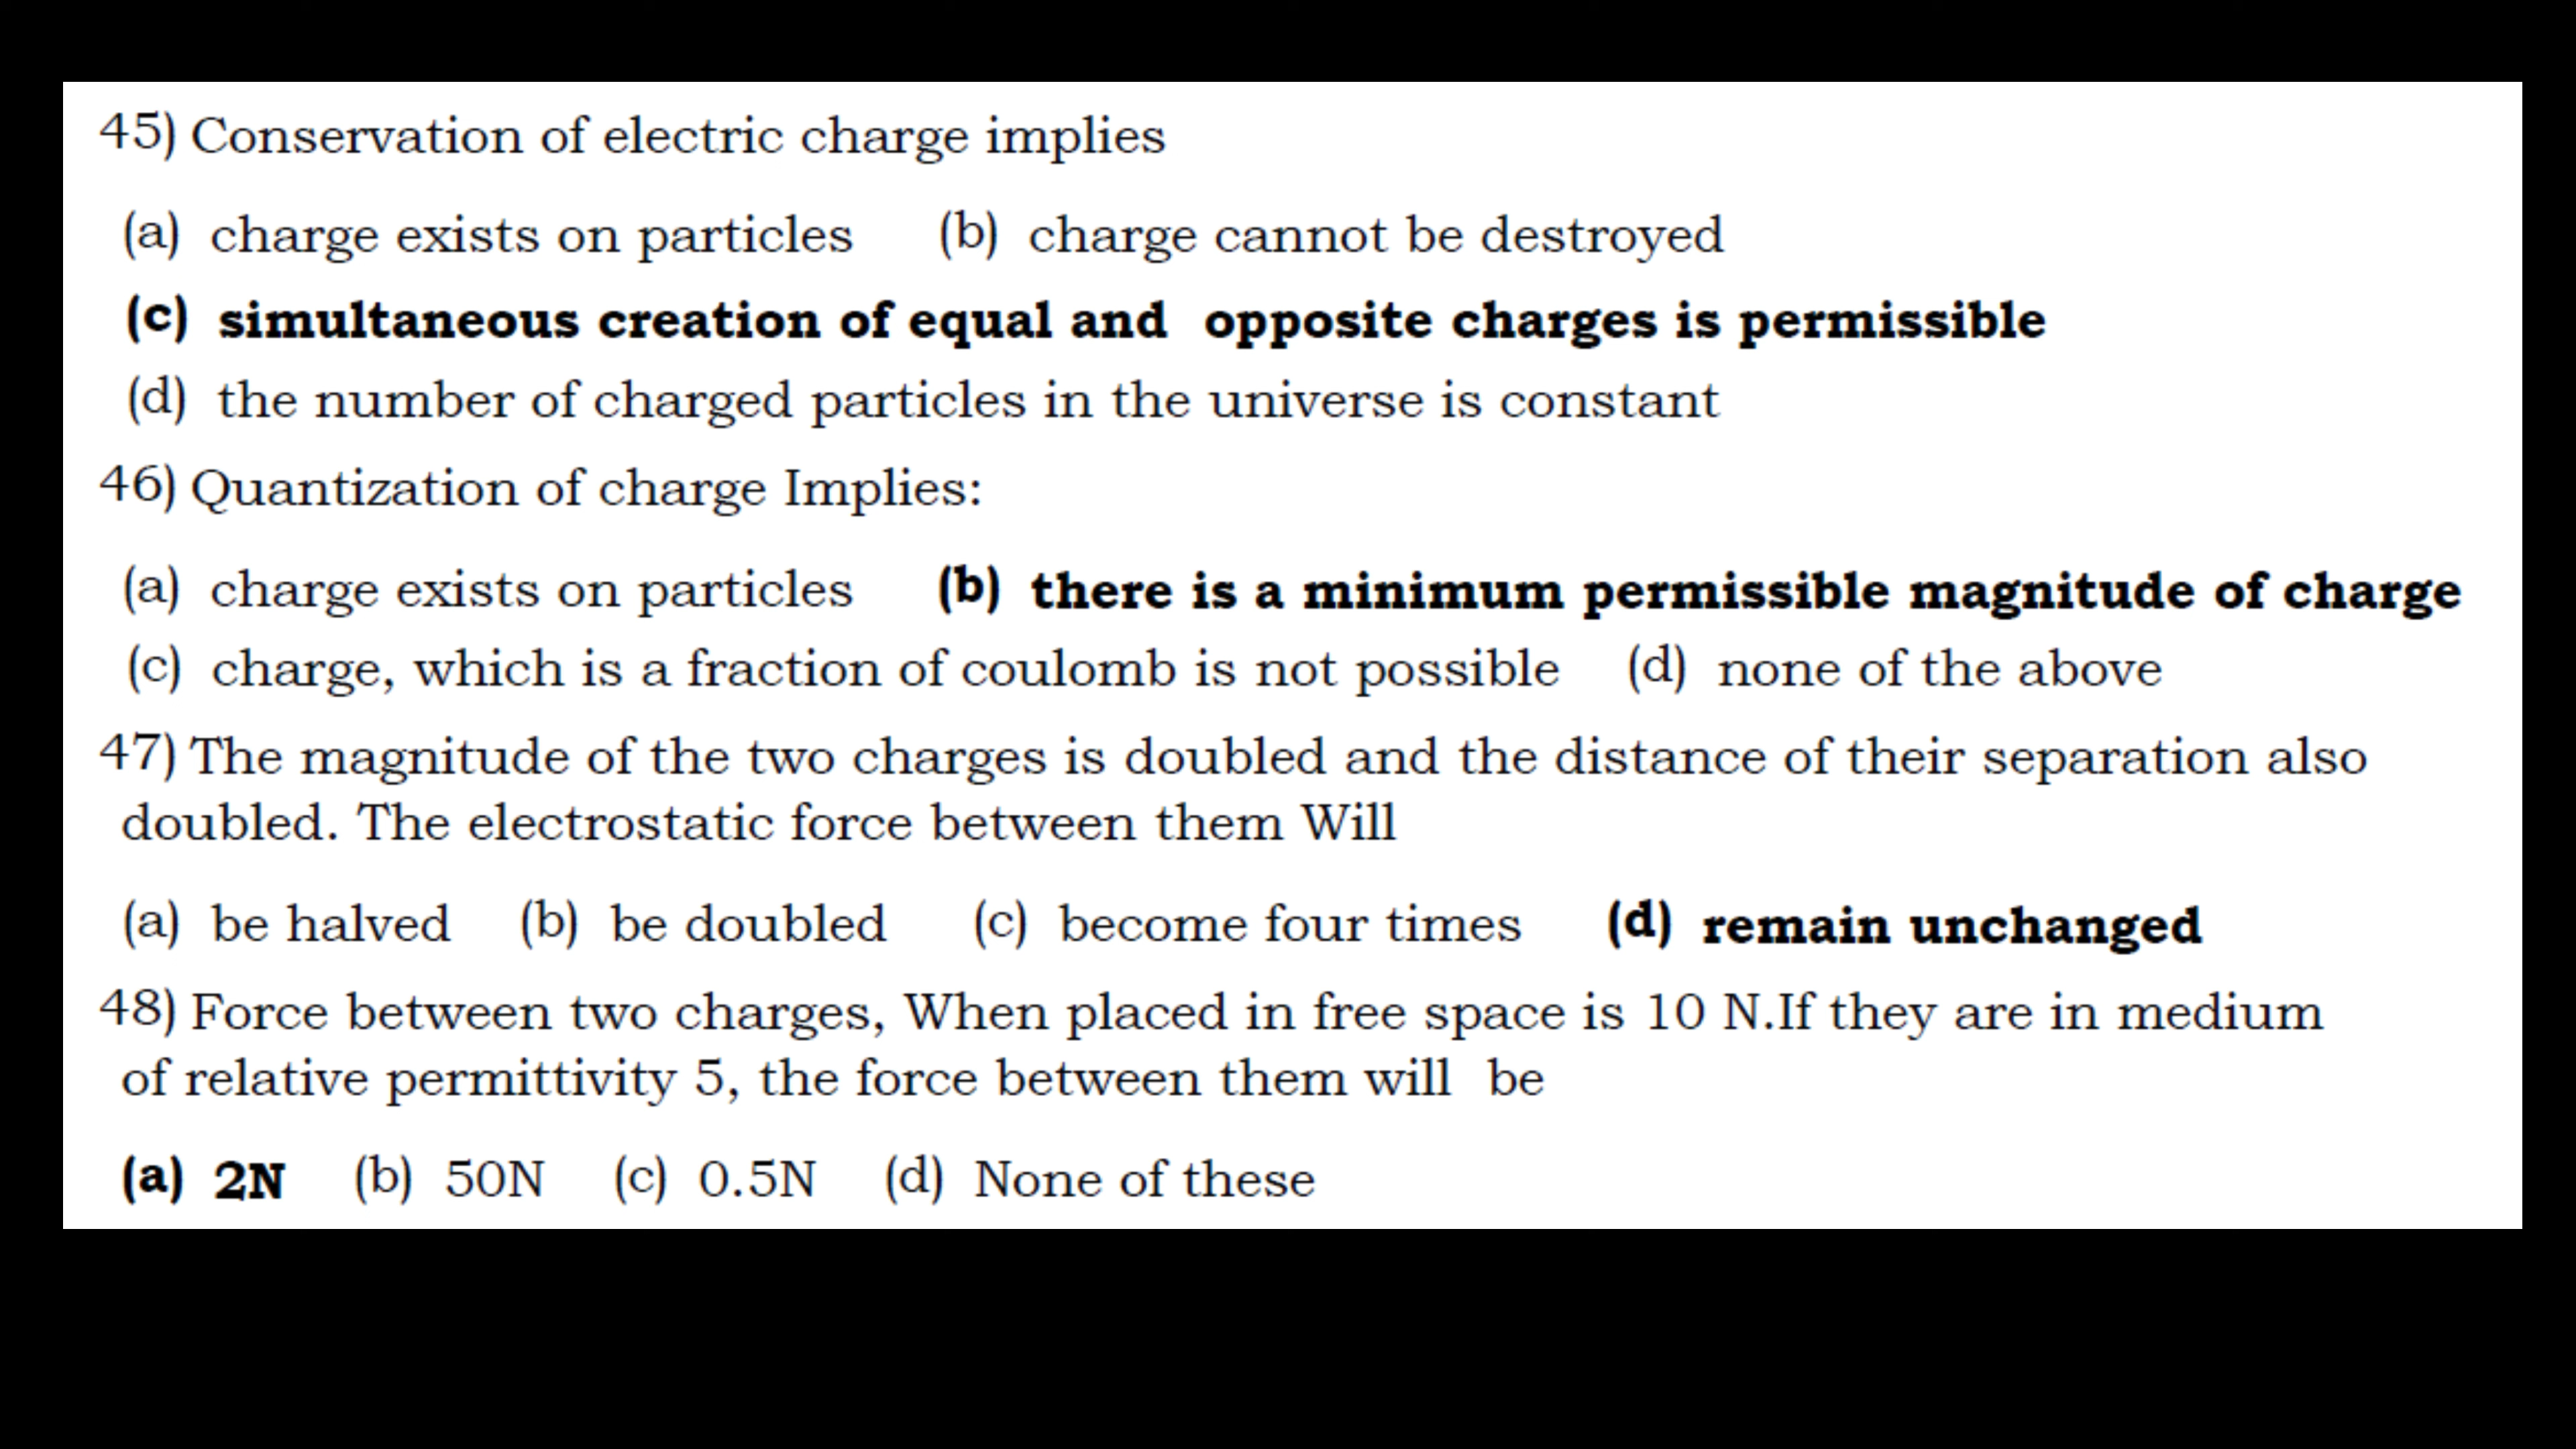 45) Conservation of electric charge implies
(a) charge exists on particles (b) charge cannot be destroyed
(c) simultaneous creation of equal and opposite charges is permissible
(d) the number of charged particles in the universe is constant
46) Quantization of charge Implies:
(a) charge exists on particles (b) there is a minimum permissible magnitude of charge
(c) charge, which is a fraction of coulomb is not possible (d) none of the above
47) The magnitude of the two charges is doubled and the distance of their separation also
doubled. The electrostatic force between them Will
(a) be halved (b) be doubled (c) become four times (d) remain unchanged
48) Force between two charges, When placed in free space is 10 N.If they are in medium
of relative permittivity 5, the force between them will be
(a) 2N (b) 50N (c) 0.5N (d) None of these